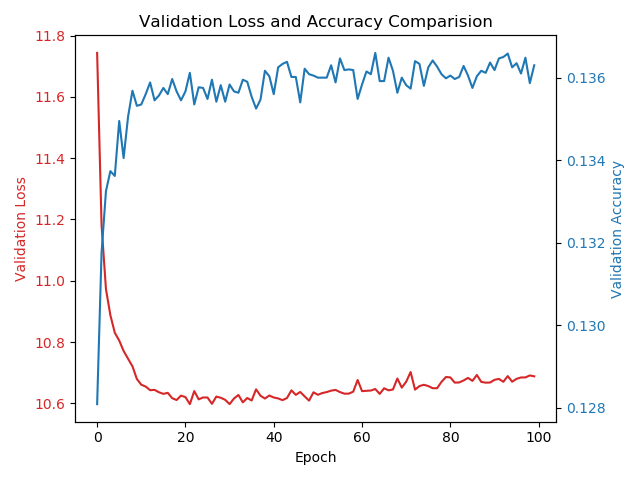 Validation Loss and Accuracy Comparision
11.8
11.6
11.4
11.2
11.0
10.8
10.6
Validation Loss
0.136
0.134
0.132
0.130
0.128
Validation Accuracy
0 20 40 60 80 100
Epoch